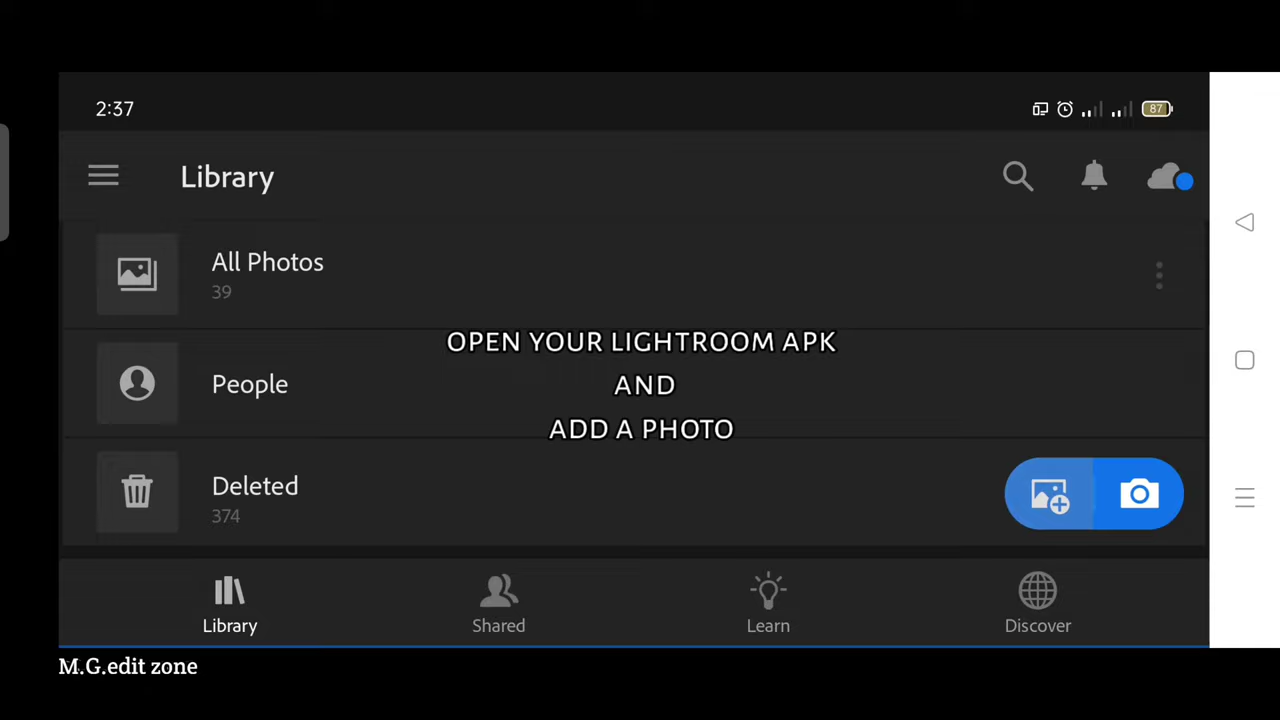 2:37
87
Library
All Photos
39
OPEN YOUR LIGHTROOM APK
AND
ADD A PHOTO
People
Deleted
374
Library
Shared
Learn
Discover
M.G.edit zone